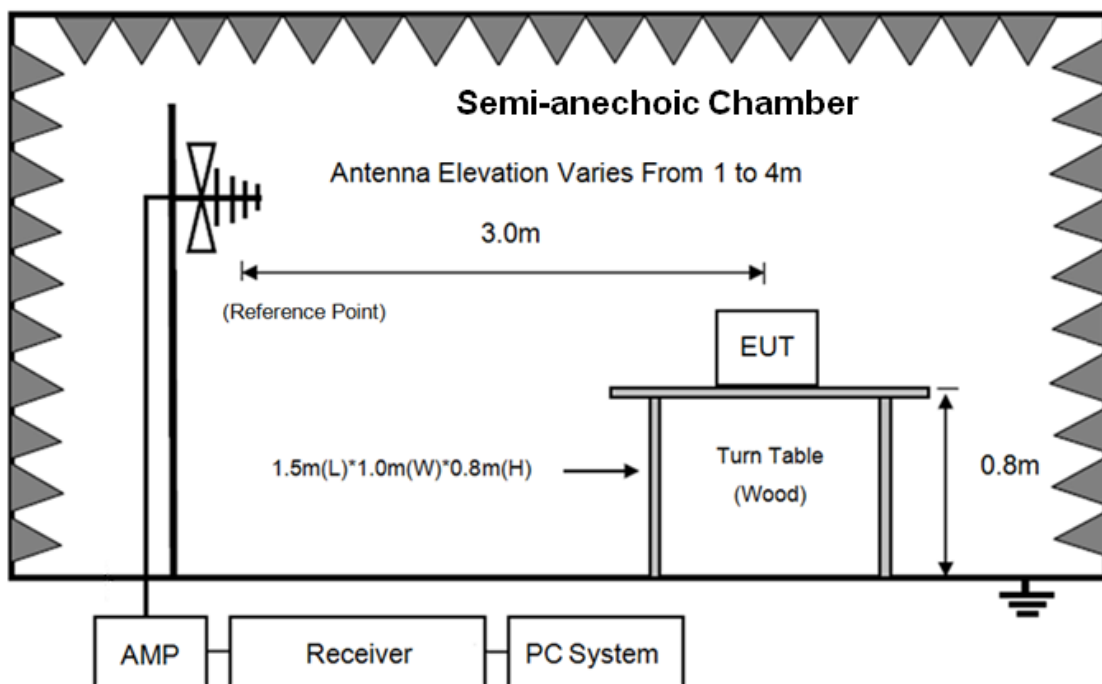 Semi-anechoic Chamber
Antenna Elevation Varies From 1 to 4m
3.0m
(Reference Point)
EUT
1.5m(L)*1.0m(W)*0.8m(H)
Turn Table
(Wood)
0.8m
AMP
Receiver
PC System